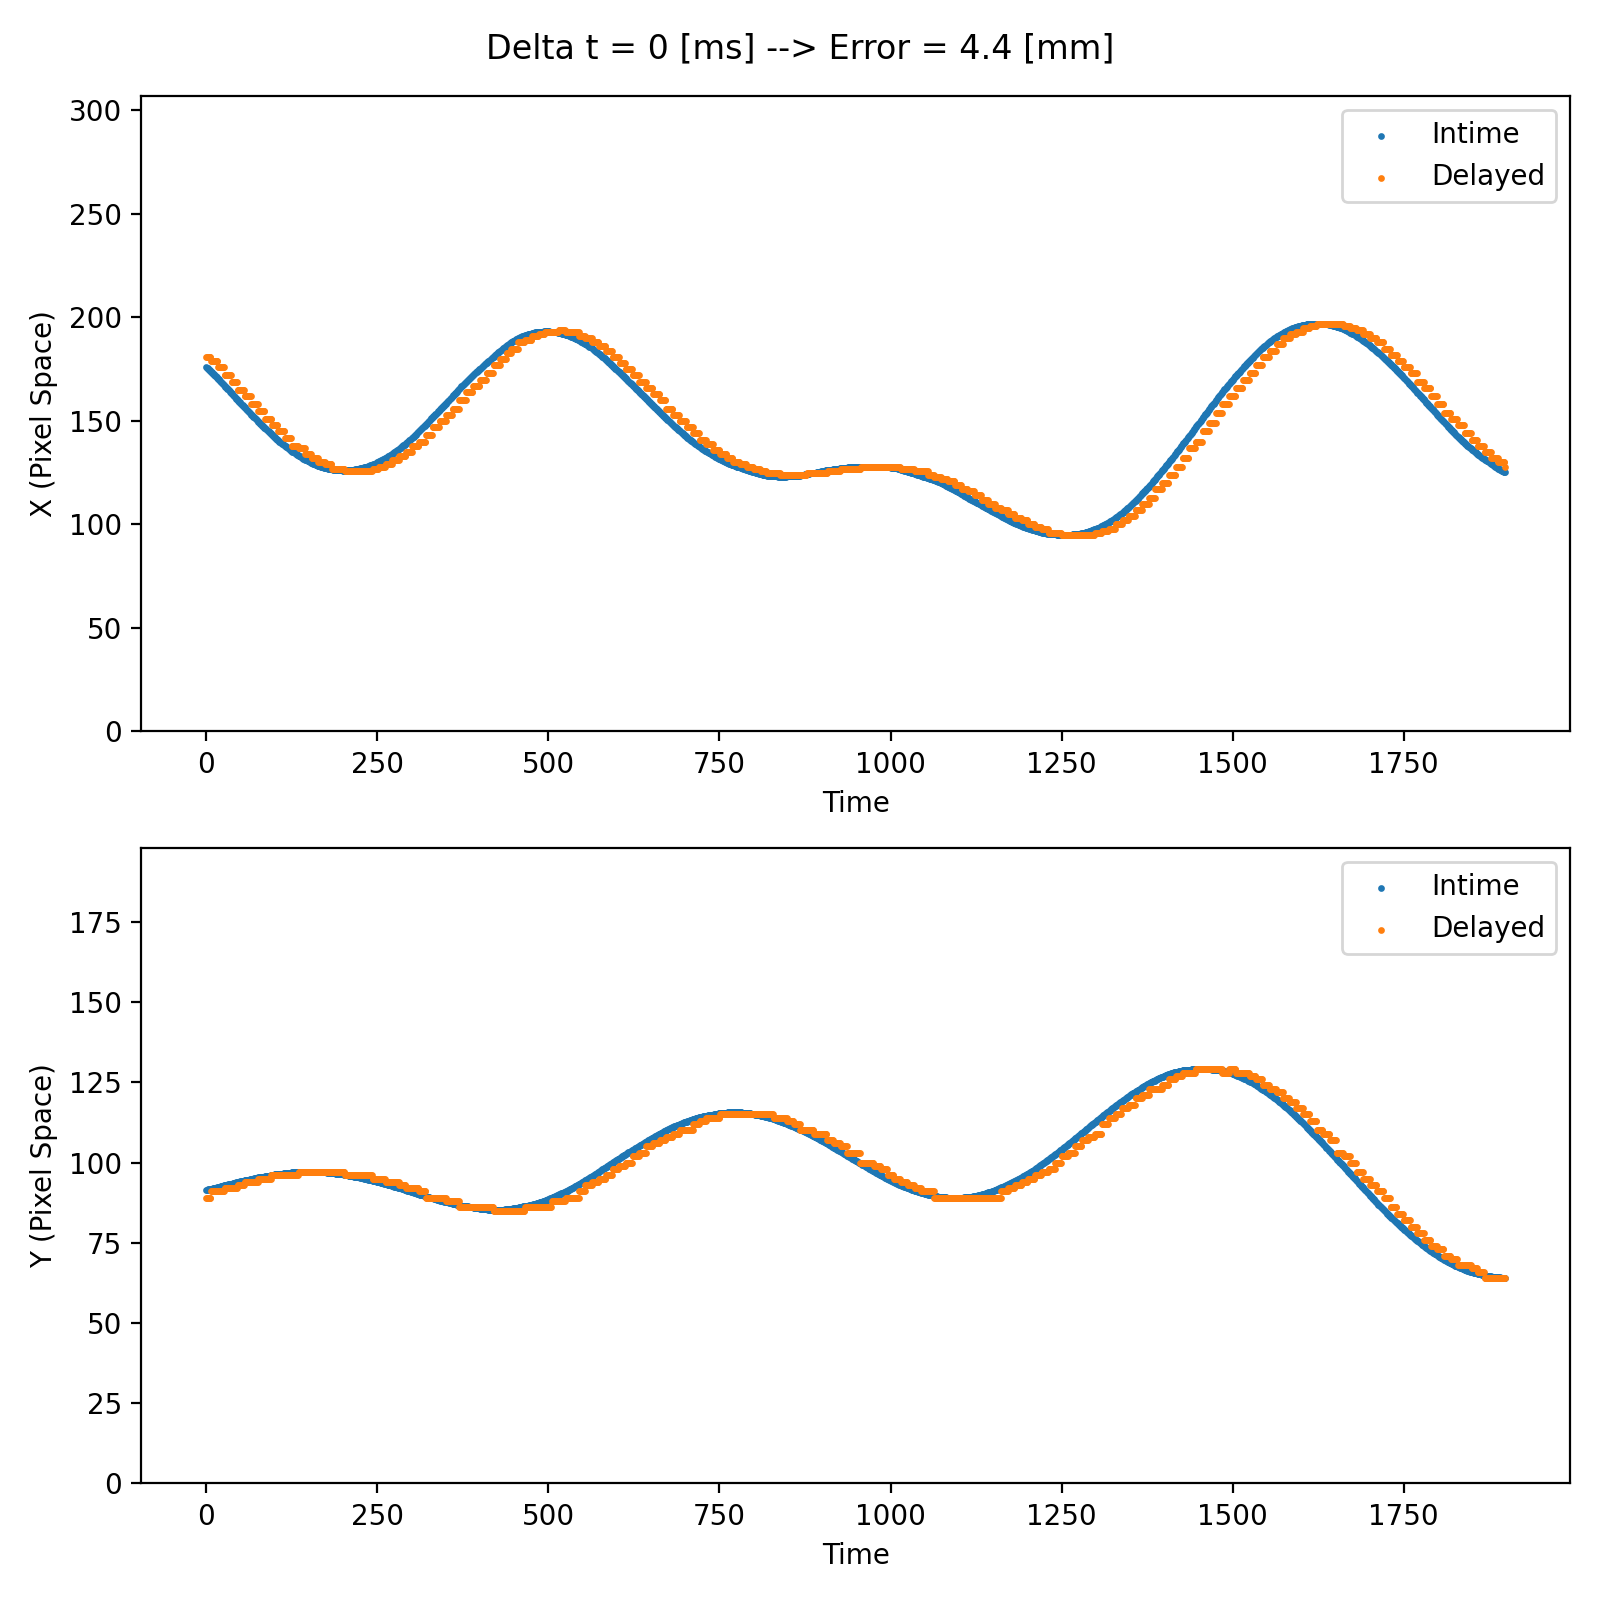 Delta t = 0 [ms] --> Error = 4.4 [mm]
300
250
200
150
100
50
0
X (Pixel Space)
Intime
Delayed
0 250 500 750 1000 1250 1500 1750
Time
175
150
125
100
75
50
25
0
Y (Pixel Space)
Intime
Delayed
0 250 500 750 1000 1250 1500 1750
Time